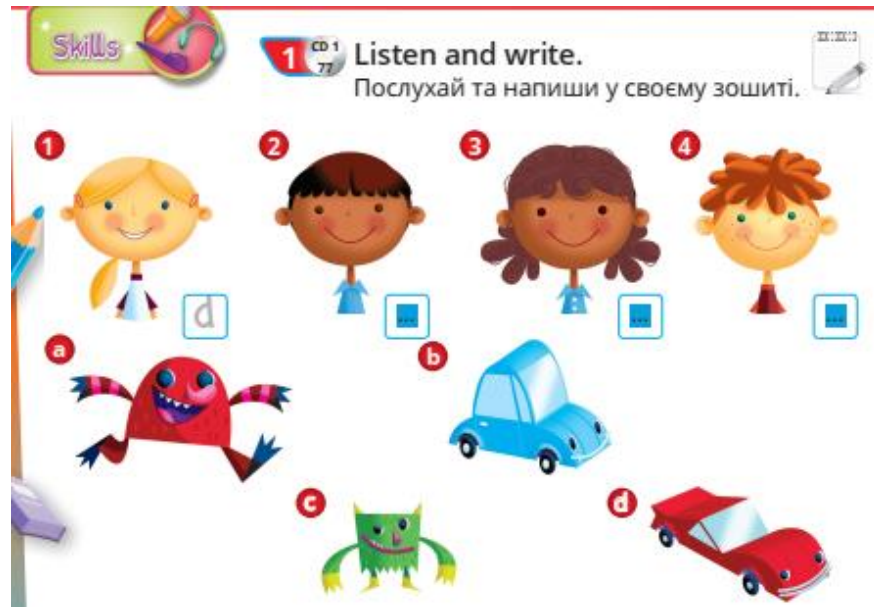 Skills
1 CD 1 77 Listen and write.
Послухай та напиши у своєму зошиті.
1 2 3 4
d ... ... ...
a b
c d